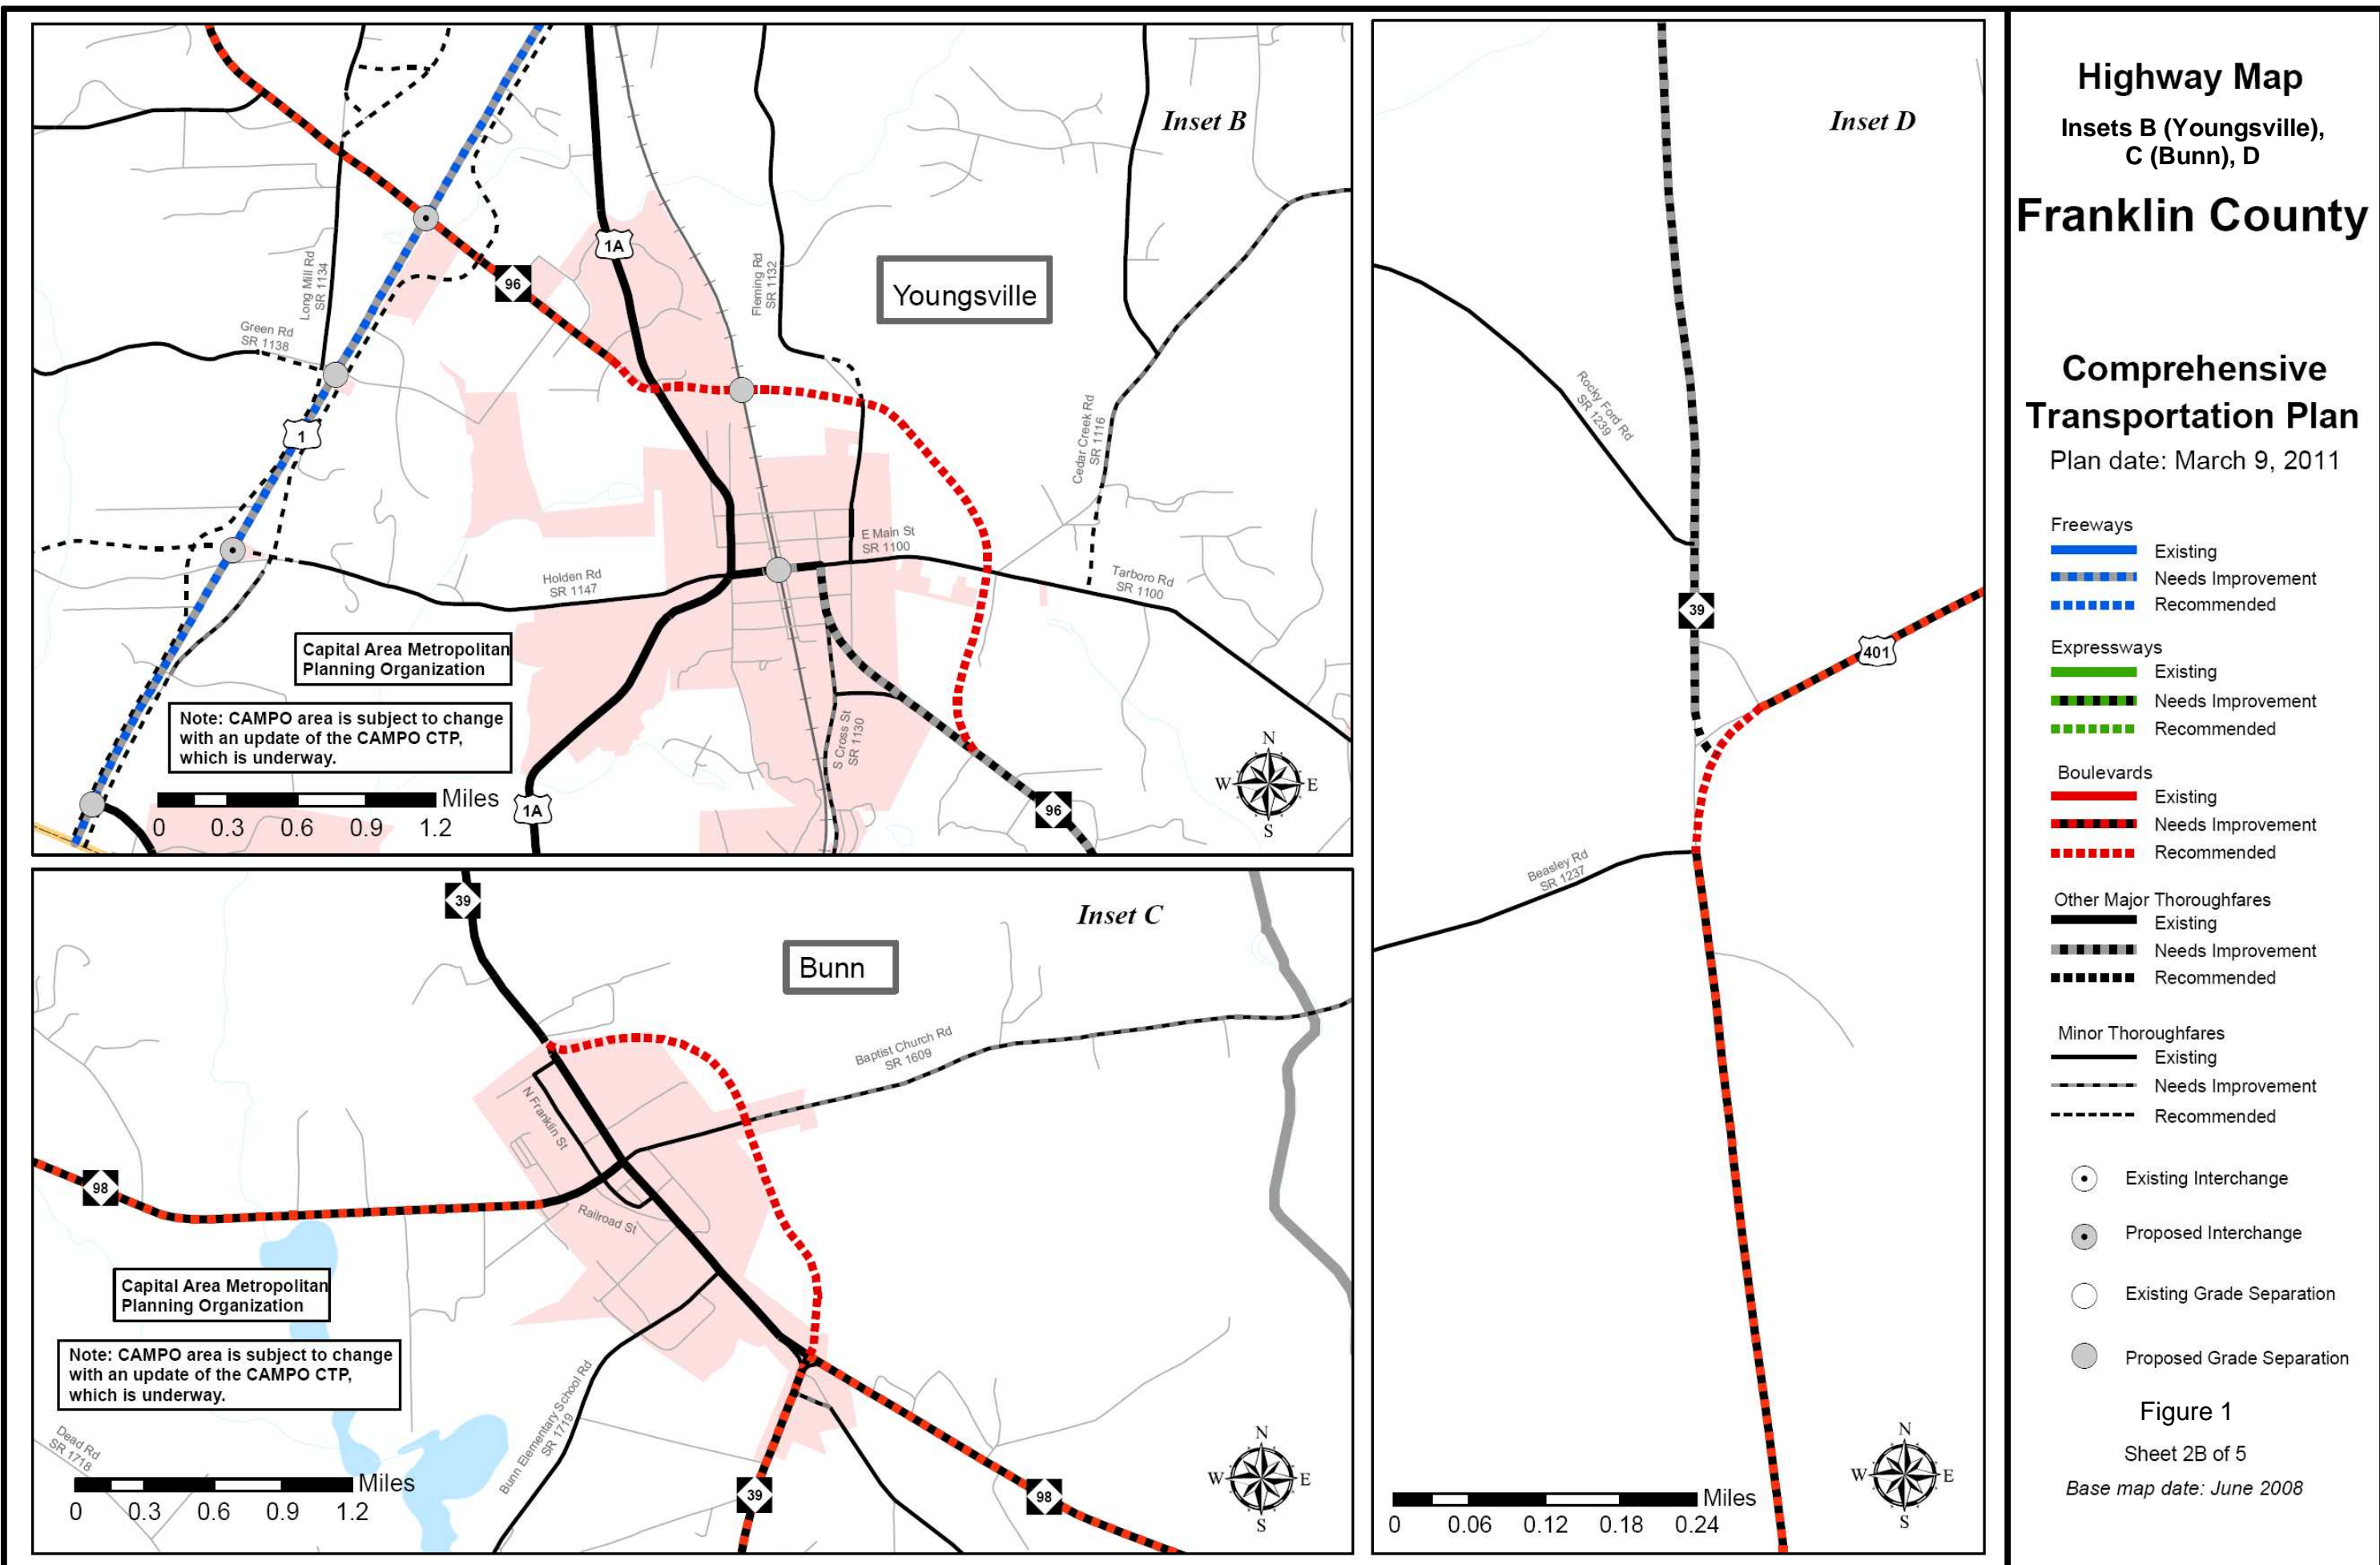 Inset B
1A
96
Long Mill Rd
SR 1134
Green Rd
SR 1138
Fleming Rd
SR 1132
Youngsville
1
Cedar Creek Rd
SR 1116
E Main St
SR 1100
Holden Rd
SR 1147
Tarboro Rd
SR 1100
S Cross St
SR 1130
Capital Area Metropolitan
Planning Organization
Note: CAMPO area is subject to change
with an update of the CAMPO CTP,
which is underway.
Miles
0 0.3 0.6 0.9 1.2
1A
96
N
W E
S
Inset C
39
Bunn
Baptist Church Rd
SR 1609
N Franklin St
98
Railroad St
Capital Area Metropolitan
Planning Organization
Note: CAMPO area is subject to change
with an update of the CAMPO CTP,
which is underway.
Bunn Elementary School Rd
SR 1719
Dead Rd
SR 1718
Miles
0 0.3 0.6 0.9 1.2
39
98
N
W E
S
Inset D
Rocky Ford Rd
SR 1239
39
401
Beasley Rd
SR 1237
Miles
0 0.06 0.12 0.18 0.24
N
W E
S
Highway Map
Insets B (Youngsville),
C (Bunn), D
Franklin County
Comprehensive
Transportation Plan
Plan date: March 9, 2011
Freeways
Existing
Needs Improvement
Recommended
Expressways
Existing
Needs Improvement
Recommended
Boulevards
Existing
Needs Improvement
Recommended
Other Major Thoroughfares
Existing
Needs Improvement
Recommended
Minor Thoroughfares
Existing
Needs Improvement
Recommended
Existing Interchange
Proposed Interchange
Existing Grade Separation
Proposed Grade Separation
Figure 1
Sheet 2B of 5
Base map date: June 2008